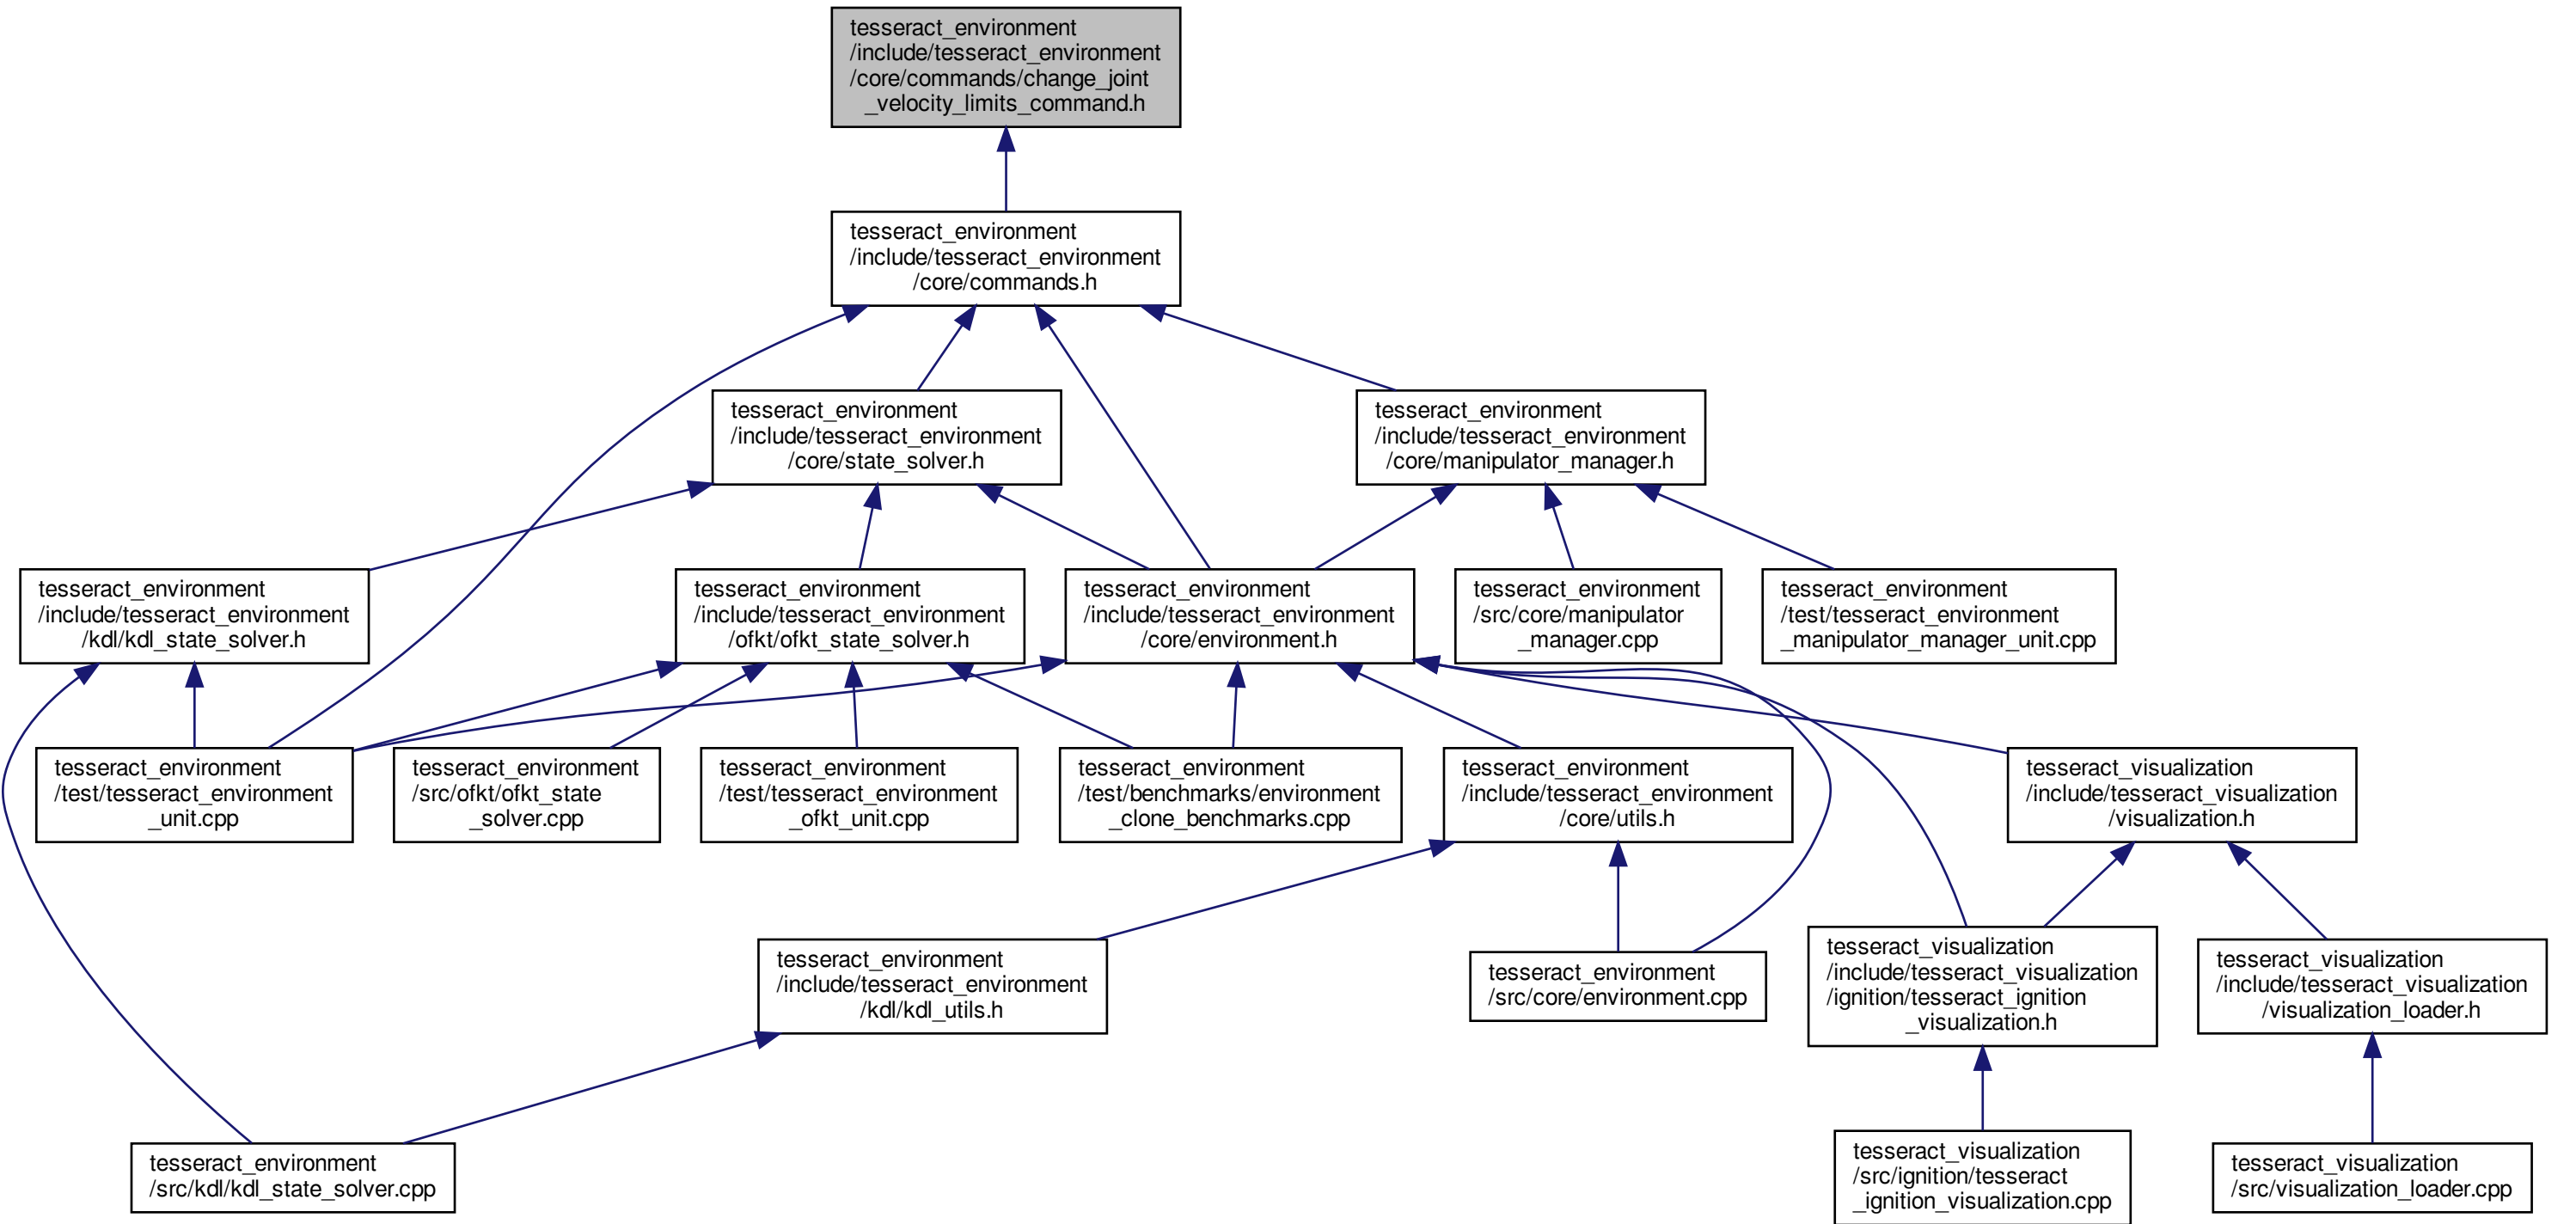 tesseract_environment
/include/tesseract_environment
/core/commands/change_joint
_velocity_limits_command.h
tesseract_environment
/include/tesseract_environment
/core/commands.h
tesseract_environment
/include/tesseract_environment
/core/state_solver.h
tesseract_environment
/include/tesseract_environment
/core/manipulator_manager.h
tesseract_environment
/include/tesseract_environment
/kdl/kdl_state_solver.h
tesseract_environment
/include/tesseract_environment
/ofkt/ofkt_state_solver.h
tesseract_environment
/include/tesseract_environment
/core/environment.h
tesseract_environment
/src/core/manipulator
_manager.cpp
tesseract_environment
/test/tesseract_environment
_manipulator_manager_unit.cpp
tesseract_environment
/test/tesseract_environment
_unit.cpp
tesseract_environment
/src/ofkt/ofkt_state
_solver.cpp
tesseract_environment
/test/tesseract_environment
_ofkt_unit.cpp
tesseract_environment
/test/benchmarks/environment
_clone_benchmarks.cpp
tesseract_environment
/include/tesseract_environment
/core/utils.h
tesseract_visualization
/include/tesseract_visualization
/visualization.h
tesseract_environment
/include/tesseract_environment
/kdl/kdl_utils.h
tesseract_environment
/src/core/environment.cpp
tesseract_visualization
/include/tesseract_visualization
/ignition/tesseract_ignition
_visualization.h
tesseract_visualization
/include/tesseract_visualization
/visualization_loader.h
tesseract_environment
/src/kdl/kdl_state_solver.cpp
tesseract_visualization
/src/ignition/tesseract
_ignition_visualization.cpp
tesseract_visualization
/src/visualization_loader.cpp